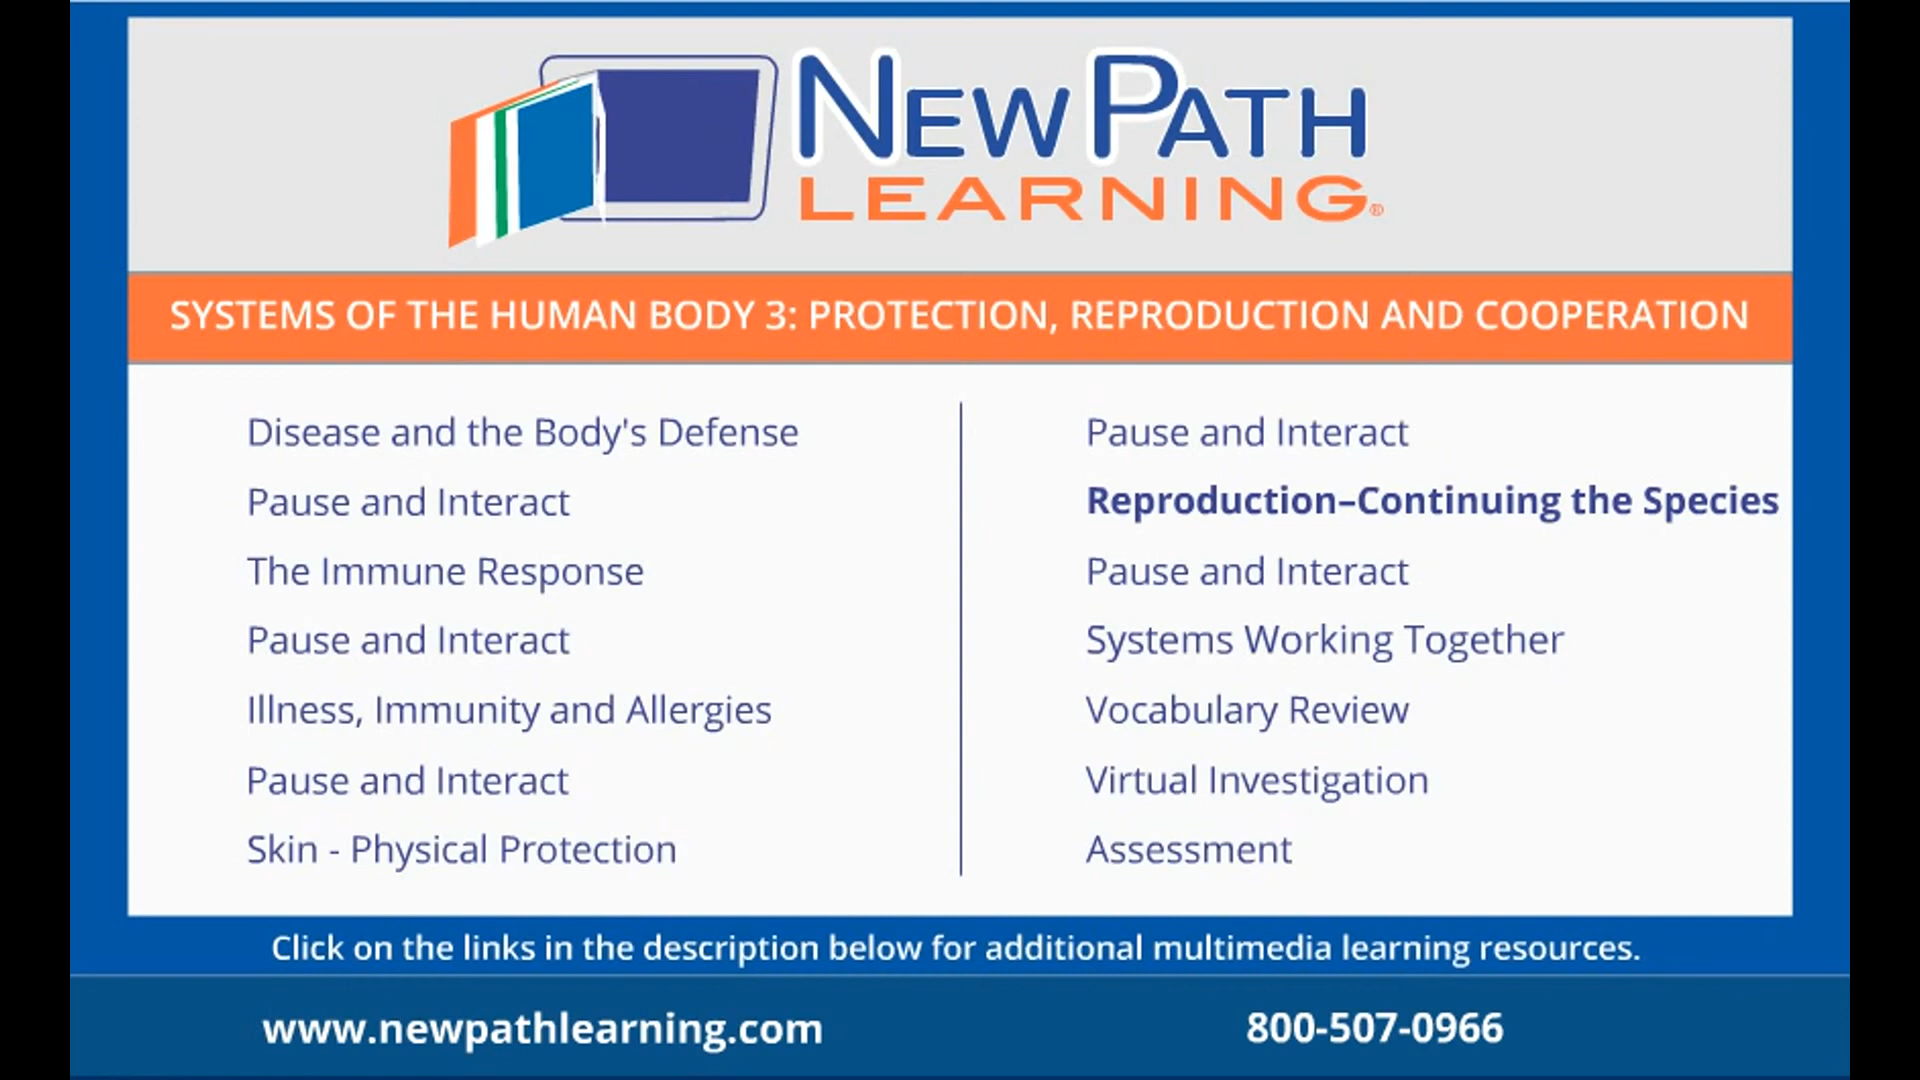 NEW PATH
LEARNING®
SYSTEMS OF THE HUMAN BODY 3: PROTECTION, REPRODUCTION AND COOPERATION
Disease and the Body's Defense
Pause and Interact
The Immune Response
Pause and Interact
Illness, Immunity and Allergies
Pause and Interact
Skin - Physical Protection
Pause and Interact
Reproduction–Continuing the Species
Pause and Interact
Systems Working Together
Vocabulary Review
Virtual Investigation
Assessment
Click on the links in the description below for additional multimedia learning resources.
www.newpathlearning.com
800-507-0966